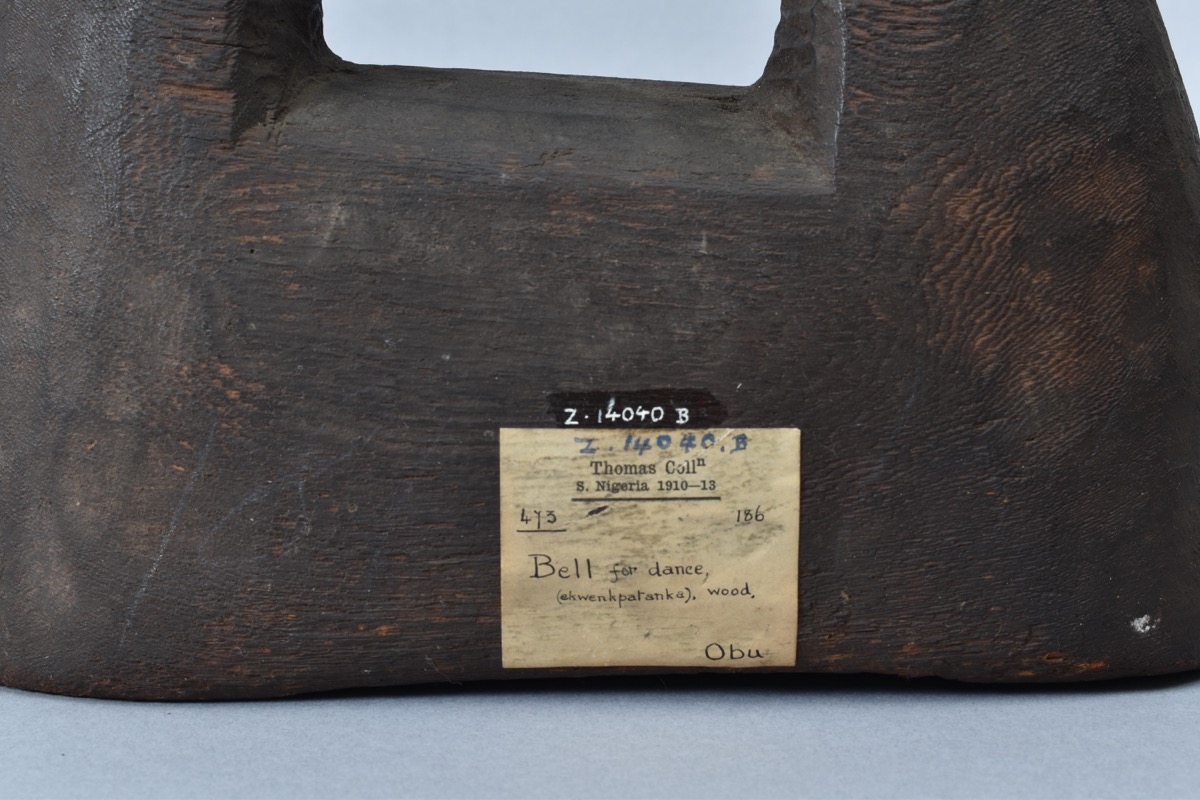 Z·14040 B
Z.14040.B
Thomas Collⁿ
S. Nigeria 1910—13
473 186
Bell for dance,
(ekwenkpatanka), wood,
Obu